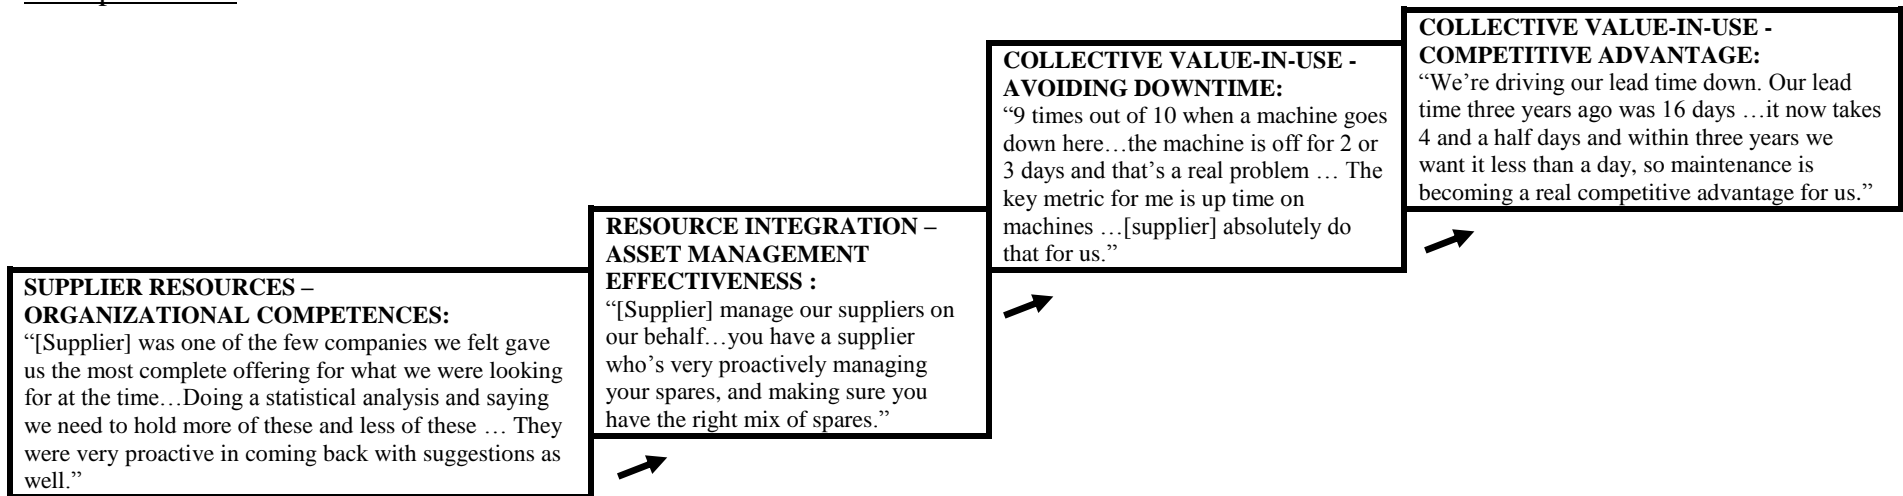 SUPPLIER RESOURCES –
ORGANIZATIONAL COMPETENCES:
“[Supplier] was one of the few companies we felt gave
us the most complete offering for what we were looking
for at the time…Doing a statistical analysis and saying
we need to hold more of these and less of these … They
were very proactive in coming back with suggestions as
well.”
RESOURCE INTEGRATION –
ASSET MANAGEMENT
EFFECTIVENESS :
“[Supplier] manage our suppliers on
our behalf…you have a supplier
who’s very proactively managing
your spares, and making sure you
have the right mix of spares.”
COLLECTIVE VALUE-IN-USE -
AVOIDING DOWNTIME:
“9 times out of 10 when a machine goes
down here…the machine is off for 2 or
3 days and that’s a real problem … The
key metric for me is up time on
machines …[supplier] absolutely do
that for us.”
COLLECTIVE VALUE-IN-USE -
COMPETITIVE ADVANTAGE:
“We’re driving our lead time down. Our lead
time three years ago was 16 days …it now takes
4 and a half days and within three years we
want it less than a day, so maintenance is
becoming a real competitive advantage for us.”